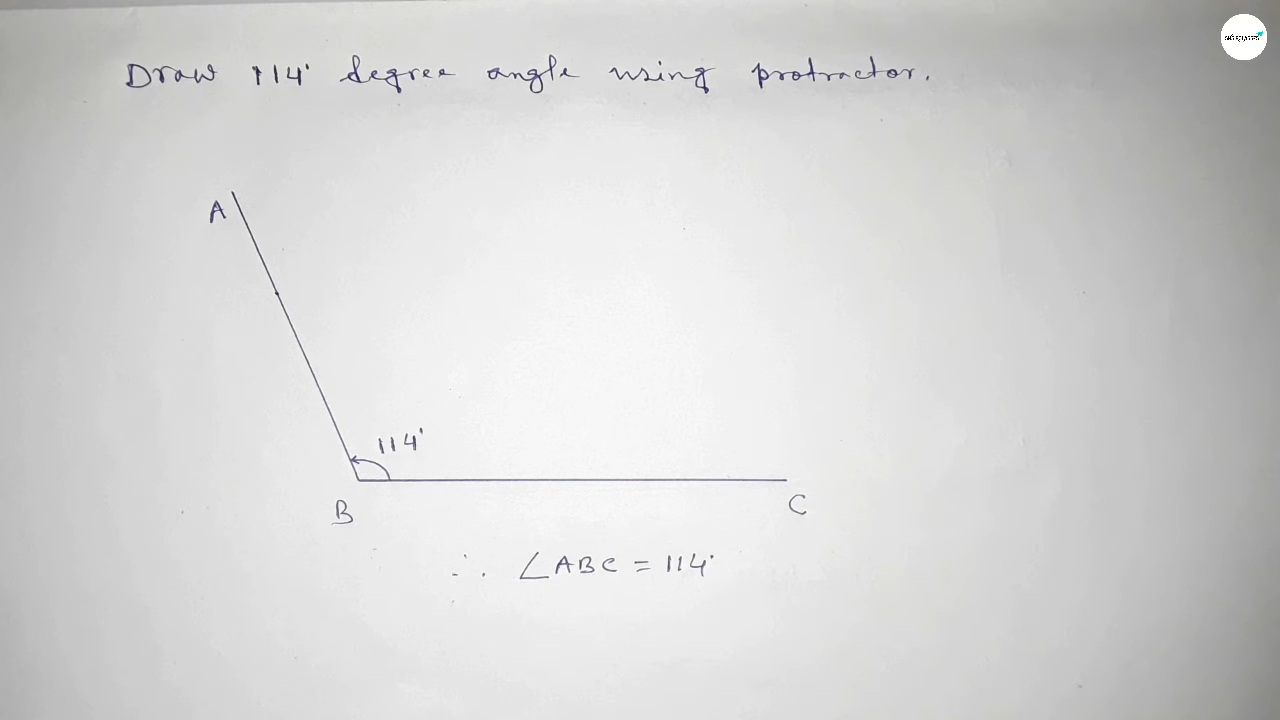 Draw 114° degree angle using protractor.
A
114°
B
C
∴ ∠ABC = 114°